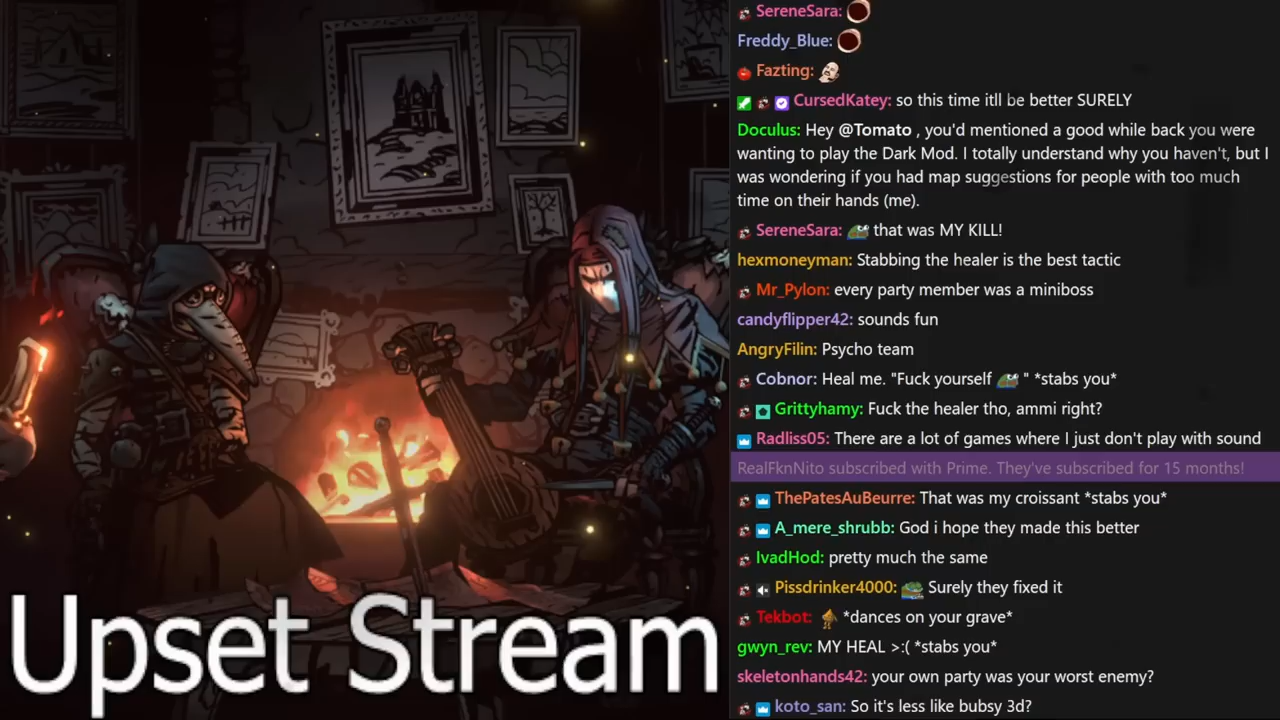 Upset Stream
SereneSara:
Freddy_Blue:
Fazting:
CursedKatey: so this time itll be better SURELY
Doculus: Hey @Tomato , you'd mentioned a good while back you were
wanting to play the Dark Mod. I totally understand why you haven't, but I
was wondering if you had map suggestions for people with too much
time on their hands (me).
SereneSara: that was MY KILL!
hexmoneyman: Stabbing the healer is the best tactic
Mr_Pylon: every party member was a miniboss
candyflipper42: sounds fun
AngryFilin: Psycho team
Cobnor: Heal me. "Fuck yourself " *stabs you*
Grittyhamy: Fuck the healer tho, ammi right?
Radliss05: There are a lot of games where I just don't play with sound
RealFknNito subscribed with Prime. They've subscribed for 15 months!
ThePatesAuBeurre: That was my croissant *stabs you*
A_mere_shrubb: God i hope they made this better
IvadHod: pretty much the same
Pissdrinker4000: Surely they fixed it
Tekbot: *dances on your grave*
gwyn_rev: MY HEAL >:( *stabs you*
skeletonhands42: your own party was your worst enemy?
koto_san: So it's less like bubsy 3d?